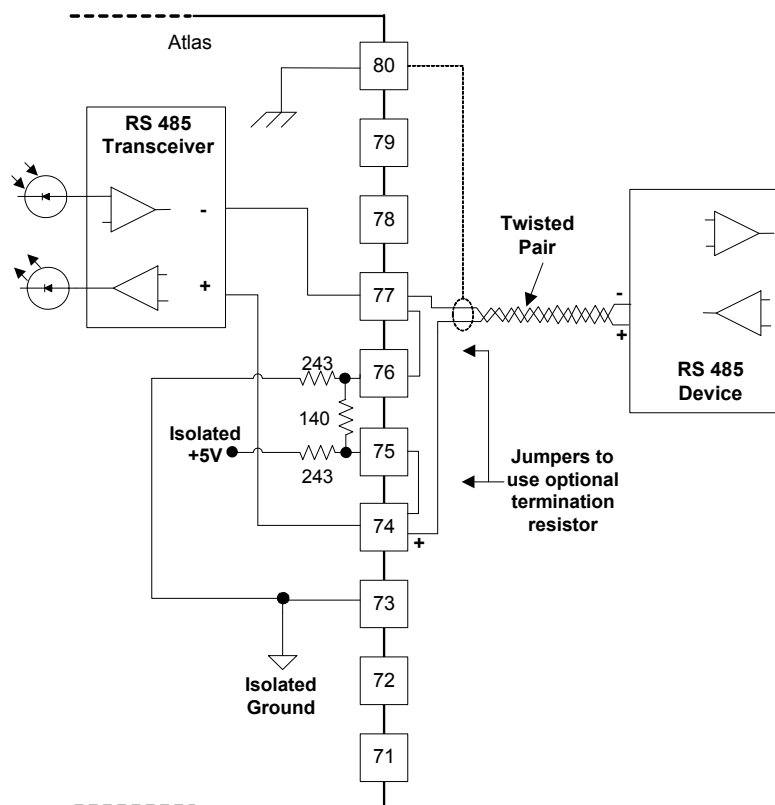 Atlas
80
RS 485
Transceiver
79
78
-
Twisted
Pair
77
-
+
+
243
76
RS 485
Device
140
Isolated
+5V
75
243
Jumpers to
use optional
termination
resistor
74
+
73
Isolated
Ground
72
71